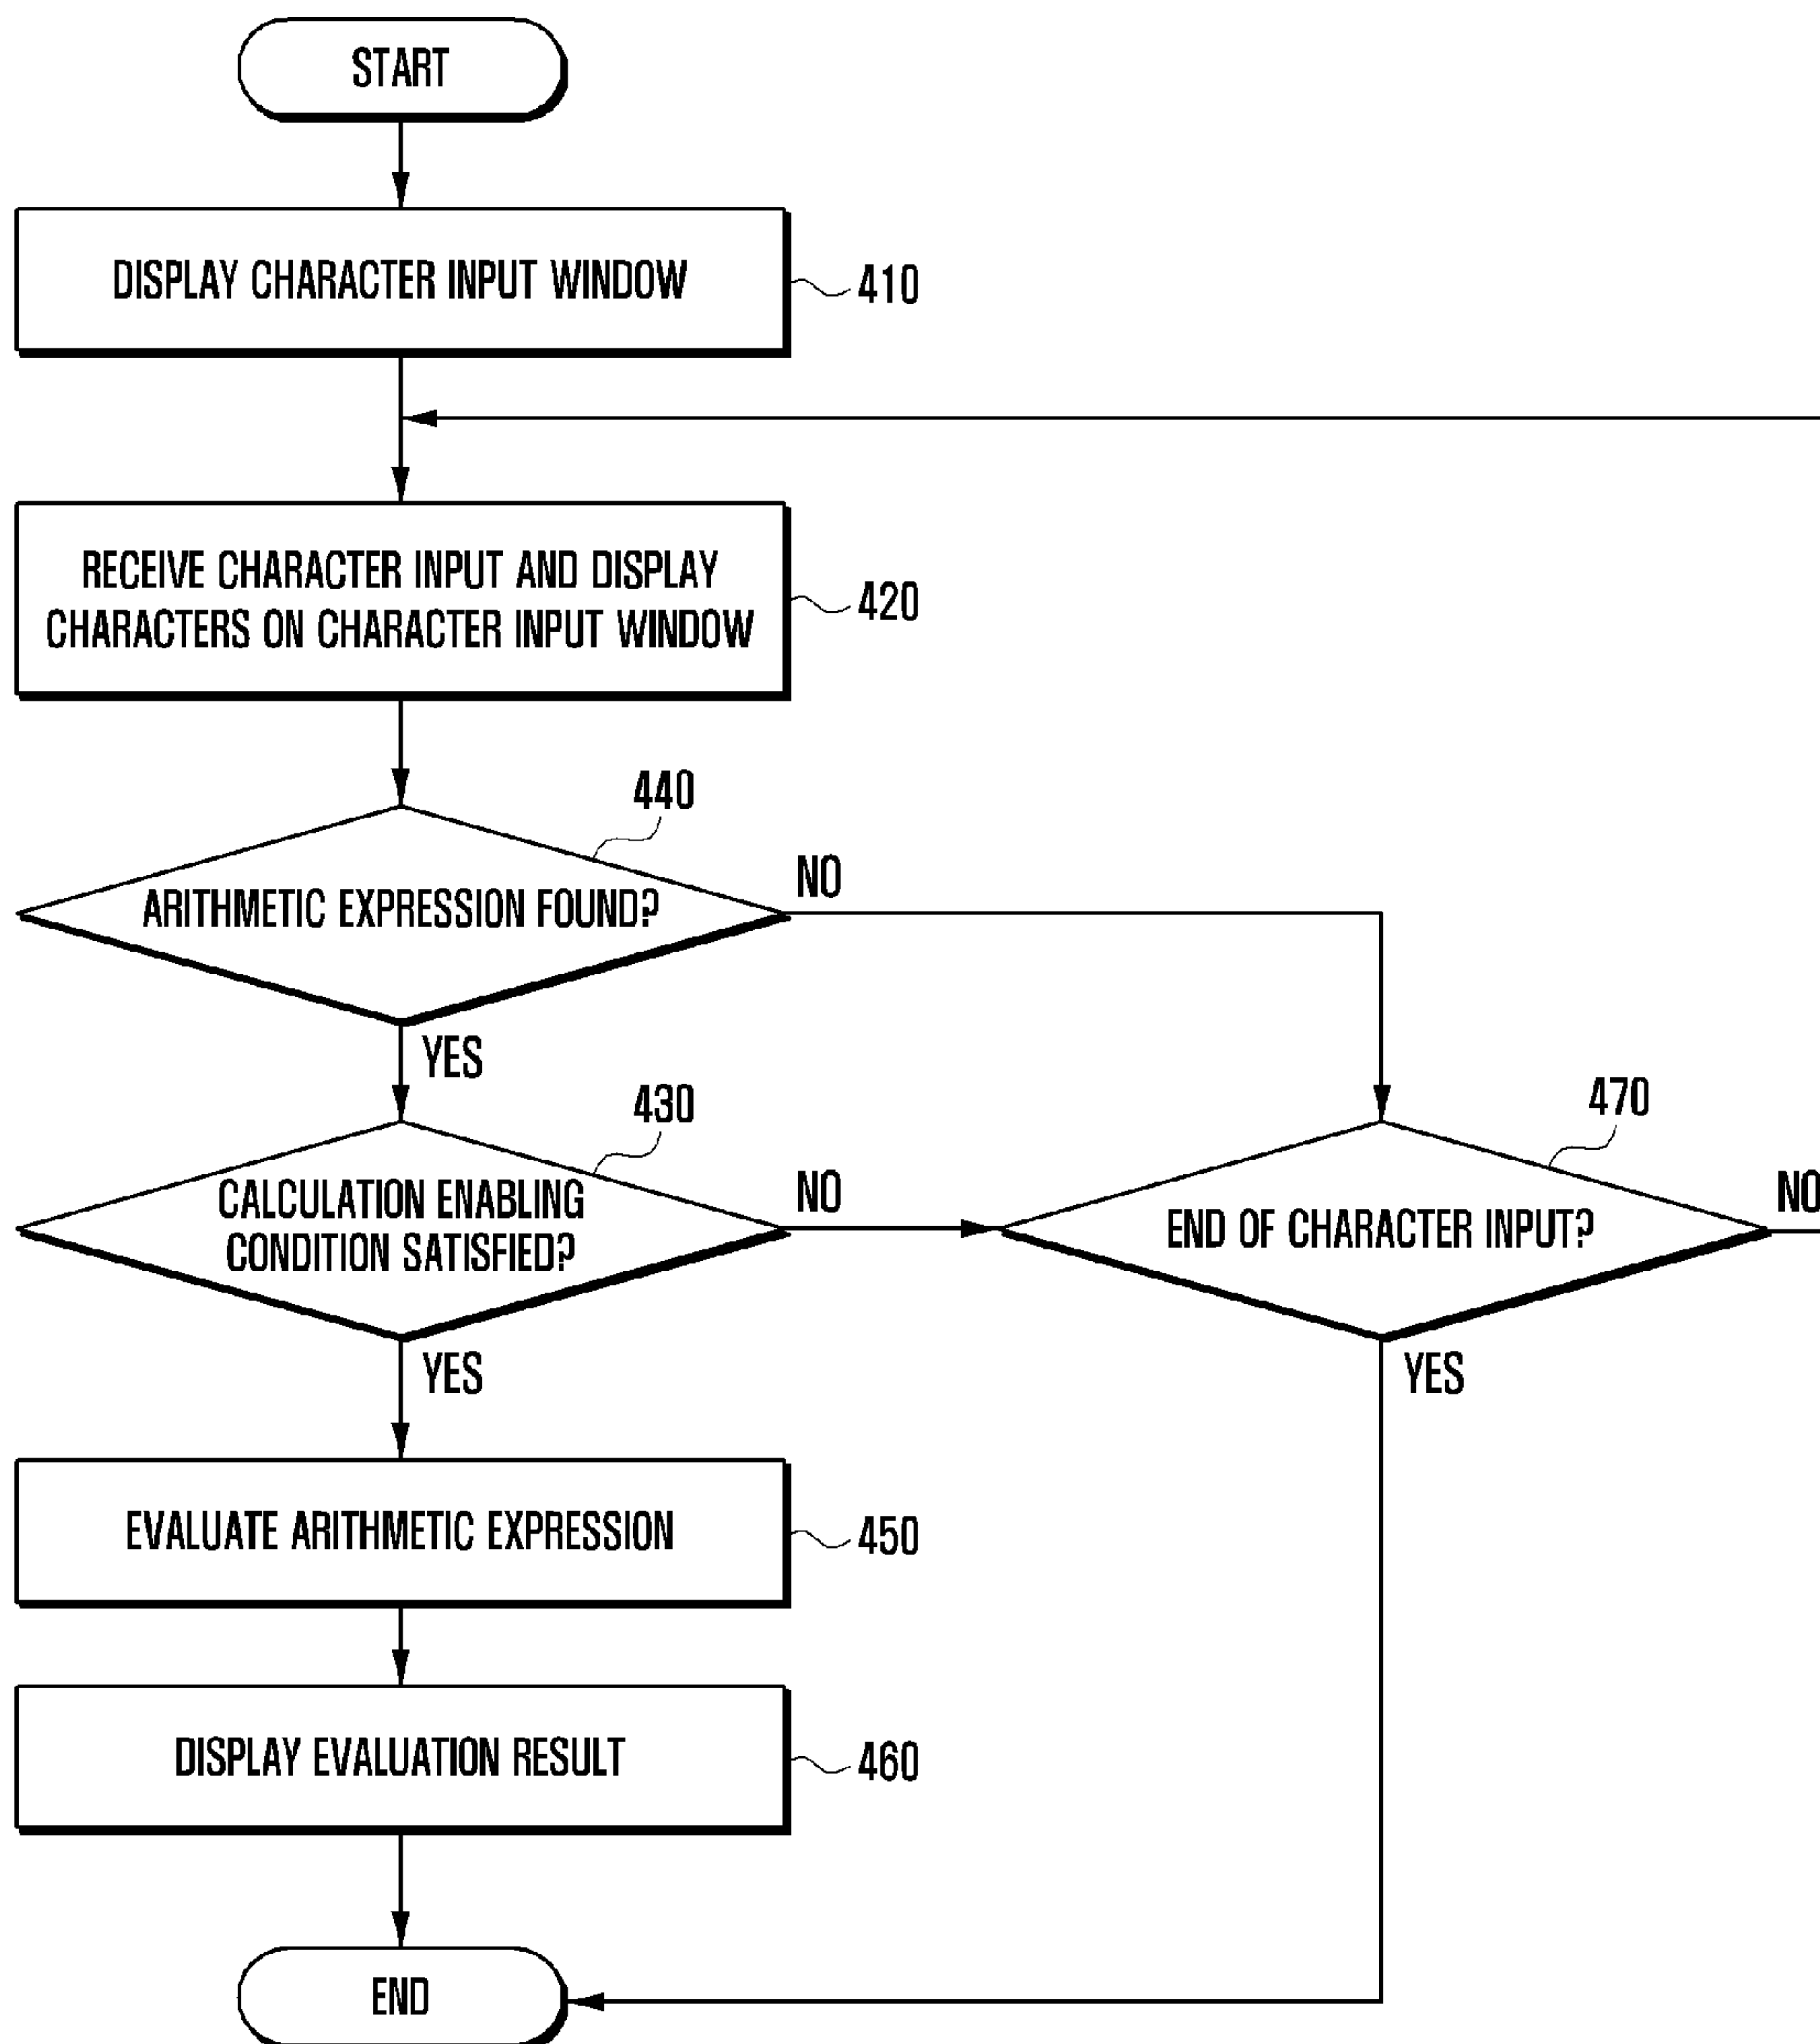 START
DISPLAY CHARACTER INPUT WINDOW
410
RECEIVE CHARACTER INPUT AND DISPLAY
CHARACTERS ON CHARACTER INPUT WINDOW
420
440
ARITHMETIC EXPRESSION FOUND?
NO
YES
430
CALCULATION ENABLING
CONDITION SATISFIED?
NO
YES
470
END OF CHARACTER INPUT?
NO
YES
EVALUATE ARITHMETIC EXPRESSION
450
DISPLAY EVALUATION RESULT
460
END